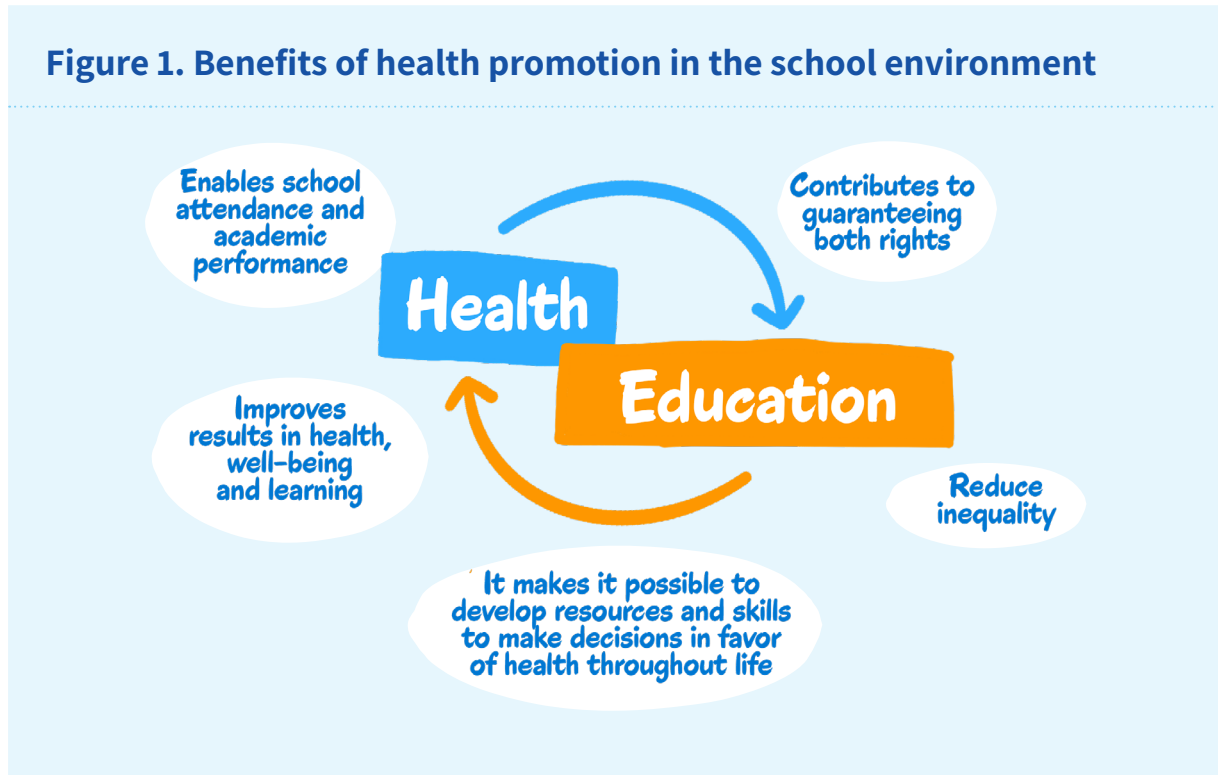 Figure 1. Benefits of health promotion in the school environment
Enables school
attendance and
academic
performance
Contributes to
guaranteeing
both rights
Health
Education
Improves
results in health,
well-being
and learning
Reduce
inequality
It makes it possible to
develop resources and skills
to make decisions in favor
of health throughout life